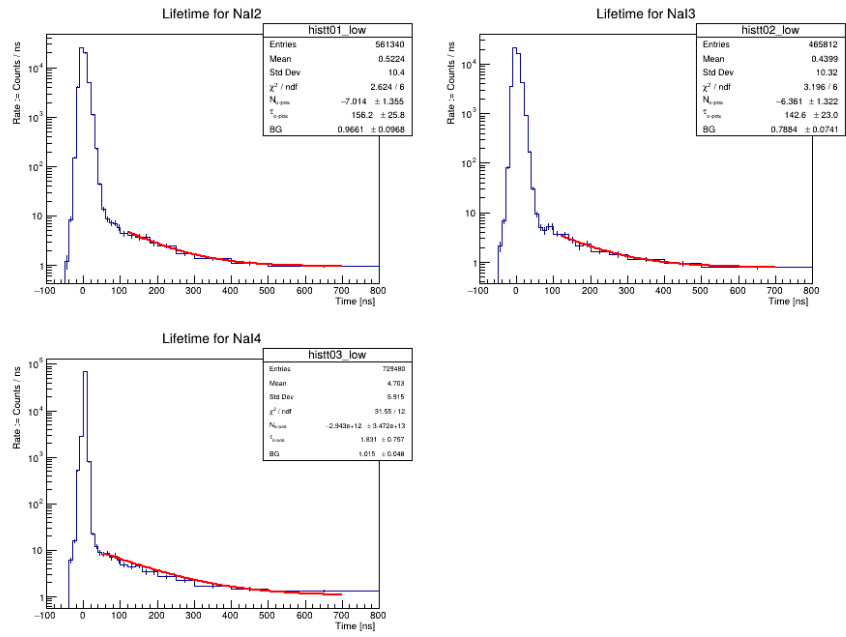 Lifetime for NaI2
histt01_low
Entries 561340
Mean 0.5224
Std Dev 10.4
χ² / ndf 2.624 / 6
N₀-pos −7.014 ± 1.355
τ₀-pos 156.2 ± 25.8
BG 0.9661 ± 0.0968
Rate := Counts / ns
10⁴
10³
10²
10
1
−100 0 100 200 300 400 500 600 700 800
Time [ns]
Lifetime for NaI3
histt02_low
Entries 465812
Mean 0.4399
Std Dev 10.32
χ² / ndf 3.196 / 6
N₀-pos −6.361 ± 1.322
τ₀-pos 142.6 ± 23.0
BG 0.7884 ± 0.0741
Rate := Counts / ns
10⁴
10³
10²
10
1
−100 0 100 200 300 400 500 600 700 800
Time [ns]
Lifetime for NaI4
histt03_low
Entries 729480
Mean 4.703
Std Dev 5.915
χ² / ndf 31.55 / 12
N₀-pos −2.943e+12 ± 3.472e+13
τ₀-pos 1.831 ± 0.757
BG 1.015 ± 0.048
Rate := Counts / ns
10⁵
10⁴
10³
10²
10
1
−100 0 100 200 300 400 500 600 700 800
Time [ns]